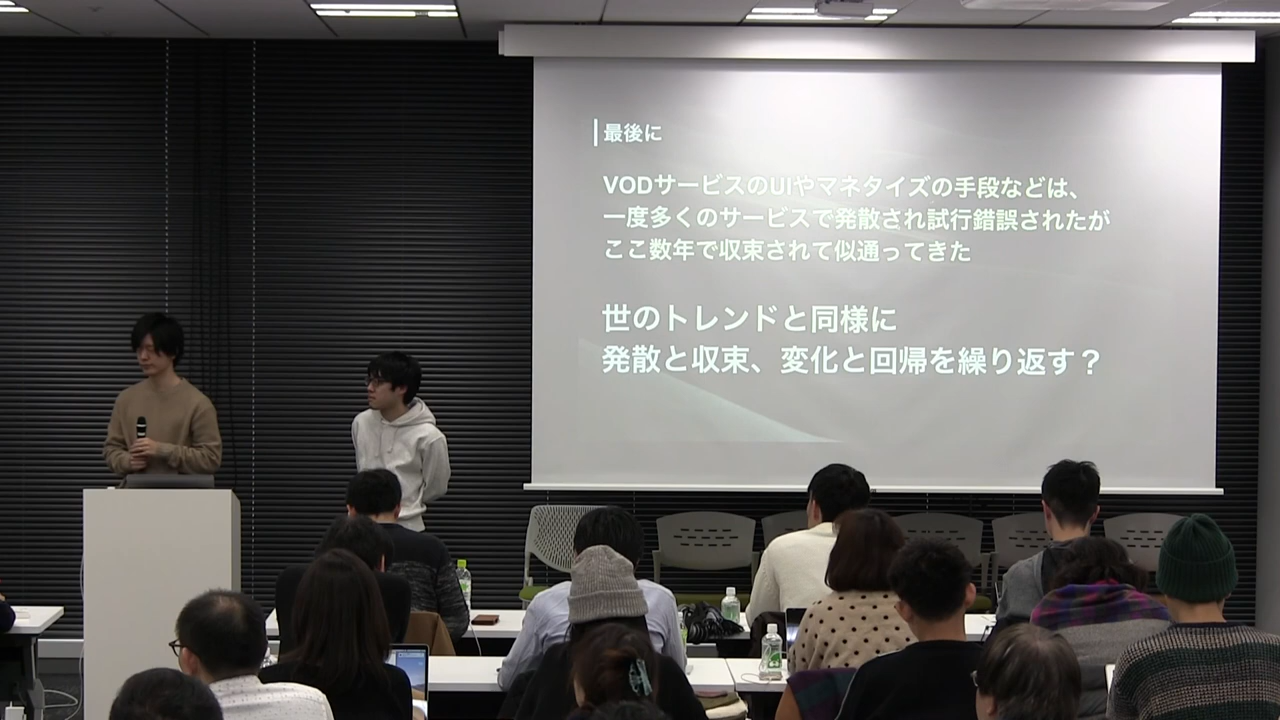 最後に
VODサービスのUIやマネタイズの手段などは、
一度多くのサービスで発散され試行錯誤されたが
ここ数年で収束されて似通ってきた
世のトレンドと同様に
発散と収束、変化と回帰を繰り返す？